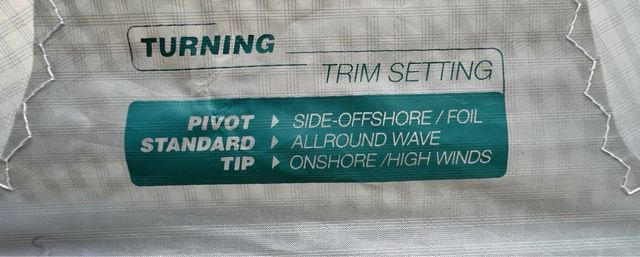 TURNING
TRIM SETTING
PIVOT ▶ SIDE-OFFSHORE / FOIL
STANDARD ▶ ALLROUND WAVE
TIP ▶ ONSHORE /HIGH WINDS